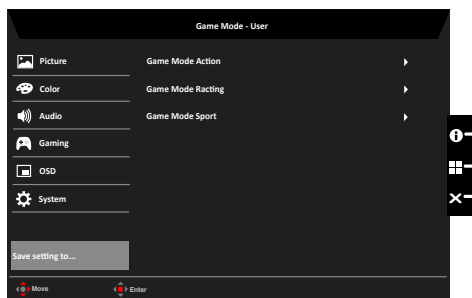 Game Mode - User
Picture
Color
Audio
Gaming
OSD
System
Save setting to...
Game Mode Action
Game Mode Racting
Game Mode Sport
Move
Enter